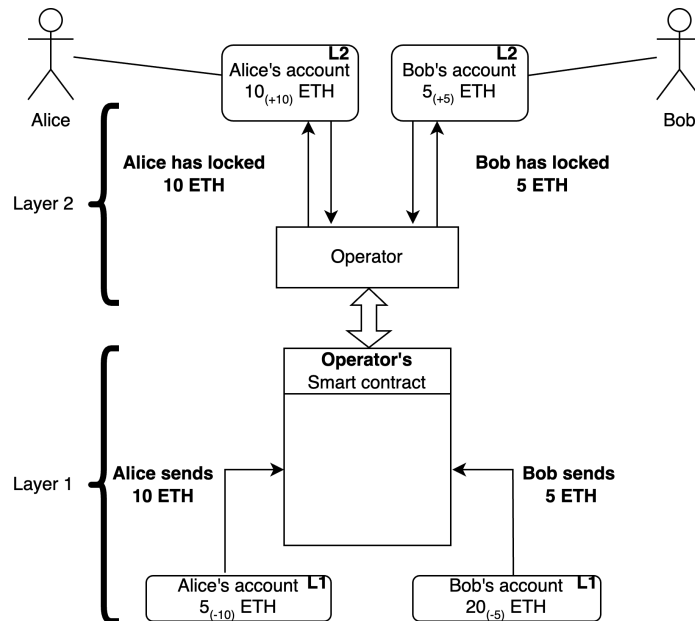 L2
Alice's account
10(+10) ETH
L2
Bob's account
5(+5) ETH
Alice
Bob
Alice has locked
10 ETH
Bob has locked
5 ETH
Layer 2
Operator
Operator's
Smart contract
Layer 1
Alice sends
10 ETH
Bob sends
5 ETH
Alice's account L1
5(-10) ETH
Bob's account L1
20(-5) ETH